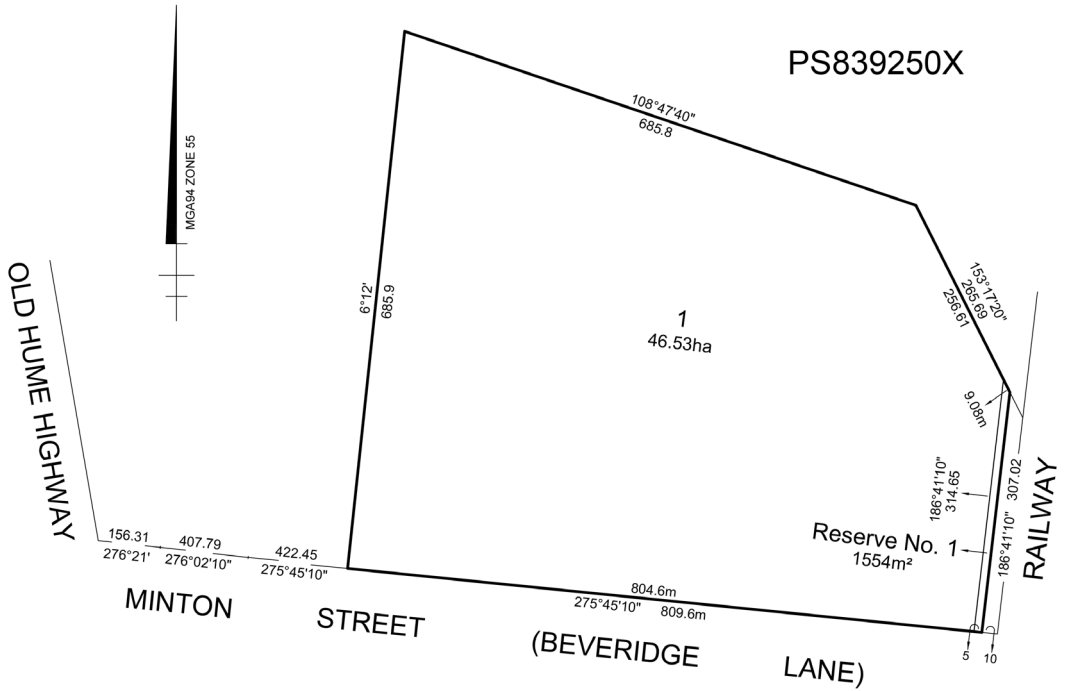 PS839250X
MGA94 ZONE 55
108°47'40"
685.8
153°17'20"
265.69
256.61
6°12'
685.9
1
46.53ha
OLD HUME HIGHWAY
9.08m
186°41'10"
314.65
307.02
186°41'10"
RAILWAY
Reserve No. 1
1554m²
156.31
276°21'
407.79
276°02'10"
422.45
275°45'10"
804.6m
275°45'10" 809.6m
5
10
MINTON STREET (BEVERIDGE LANE)